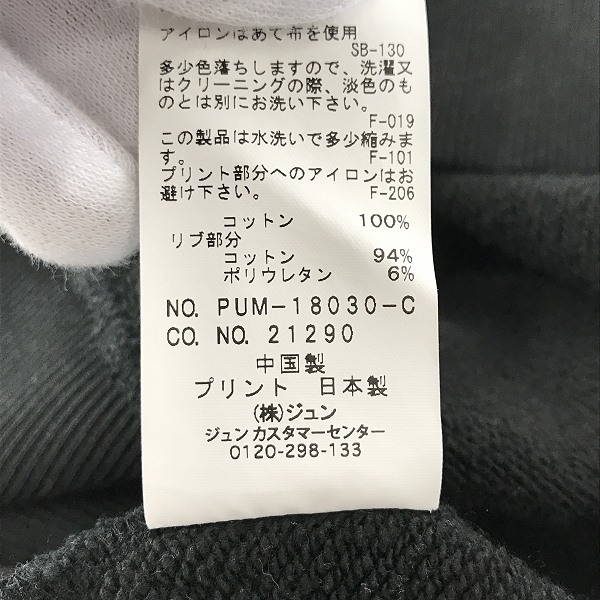 アイロンはあて布を使用
SB-130
多少色落ちしますので、洗濯又
はクリーニングの際、淡色のも
のとは別にお洗い下さい。
F-019
この製品は水洗いで多少縮みま
す。 F-101
プリント部分へのアイロンはお
避け下さい。 F-206
コットン 100%
リブ部分
コットン 94%
ポリウレタン 6%
NO. PUM-18030-C
CO. NO. 21290
中国製
プリント 日本製
(株)ジュン
ジュン カスタマーセンター
0120-298-133